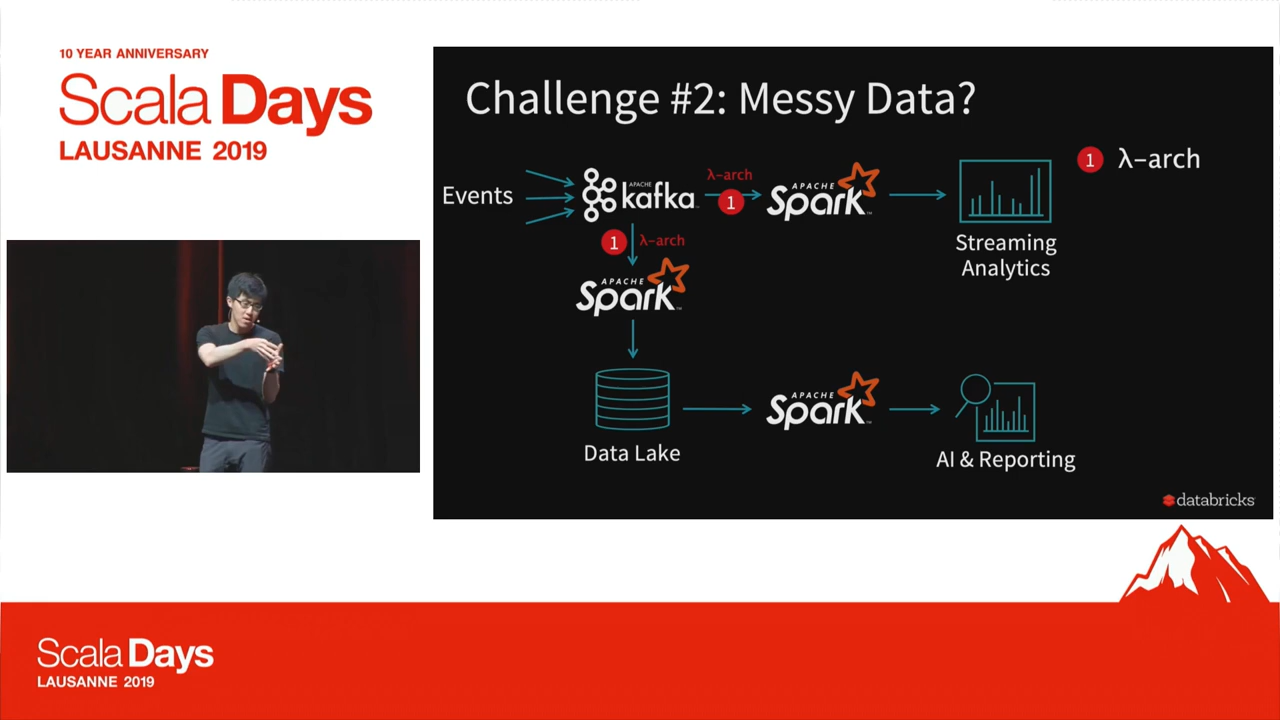 10 YEAR ANNIVERSARY
Scala Days
LAUSANNE 2019
Challenge #2: Messy Data?
1 λ-arch
Events
APACHE
kafka
λ-arch
1
APACHE
Spark
Streaming
Analytics
1 λ-arch
APACHE
Spark
Data Lake
APACHE
Spark
AI & Reporting
databricks
Scala Days
LAUSANNE 2019